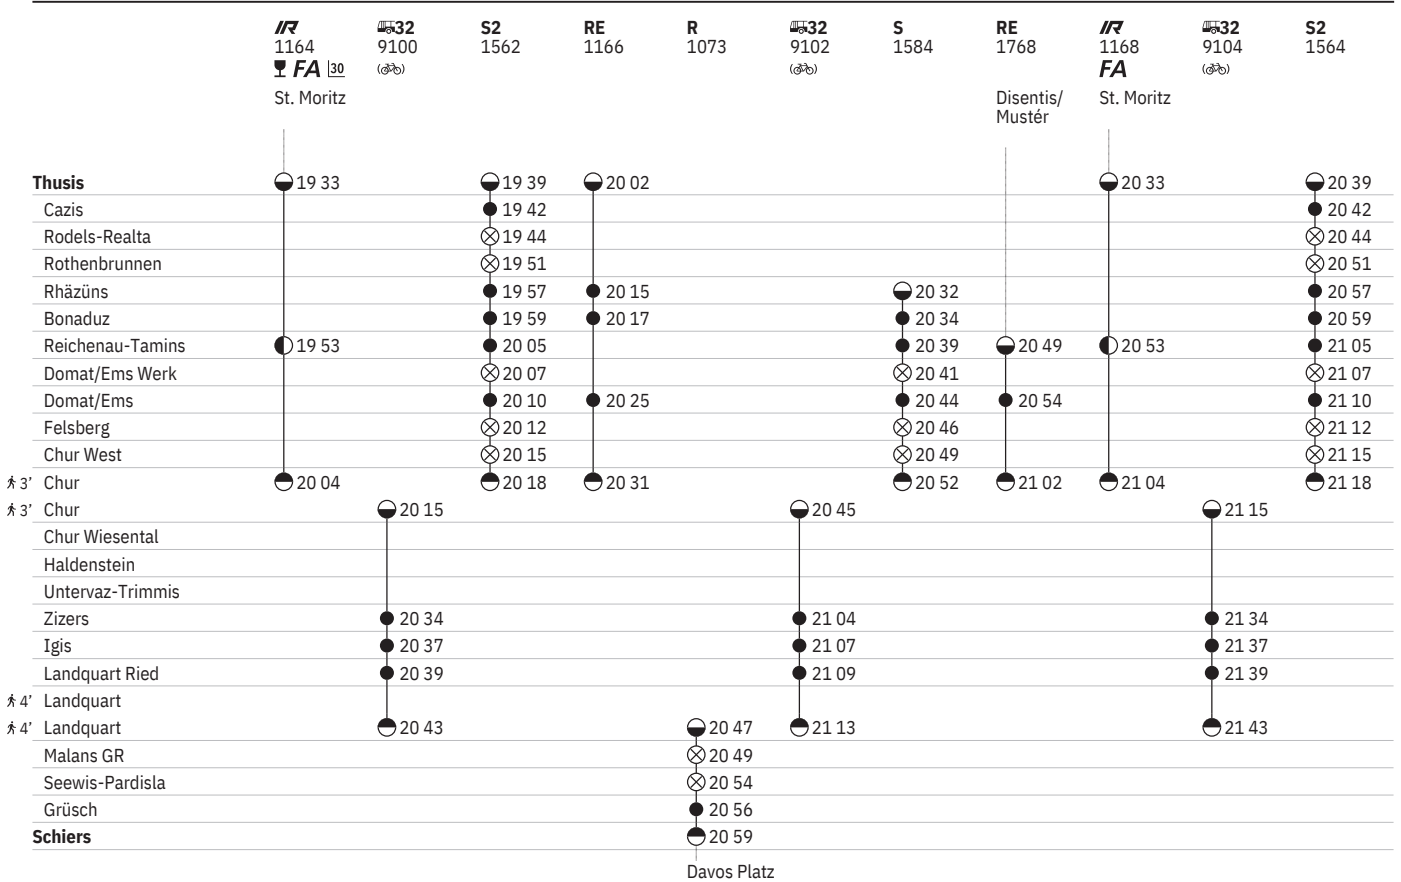 IR 32 S2 RE R 32 S RE IR 32 S2
1164 9100 1562 1166 1073 9102 1584 1768 1168 9104 1564
FA 30 FA
St. Moritz Disentis/ St. Moritz
Mustér
Thusis 19 33 19 39 20 02 20 33 20 39
Cazis 19 42 20 42
Rodels-Realta 19 44 20 44
Rothenbrunnen 19 51 20 51
Rhäzüns 19 57 20 15 20 32 20 57
Bonaduz 19 59 20 17 20 34 20 59
Reichenau-Tamins 19 53 20 05 20 39 20 49 20 53 21 05
Domat/Ems Werk 20 07 20 41 21 07
Domat/Ems 20 10 20 25 20 44 20 54 21 10
Felsberg 20 12 20 46 21 12
Chur West 20 15 20 49 21 15
3' Chur 20 04 20 18 20 31 20 52 21 02 21 04 21 18
3' Chur 20 15 20 45 21 15
Chur Wiesental
Haldenstein
Untervaz-Trimmis
Zizers 20 34 21 04 21 34
Igis 20 37 21 07 21 37
Landquart Ried 20 39 21 09 21 39
4' Landquart
4' Landquart 20 43 20 47 21 13 21 43
Malans GR 20 49
Seewis-Pardisla 20 54
Grüsch 20 56
Schiers 20 59
Davos Platz